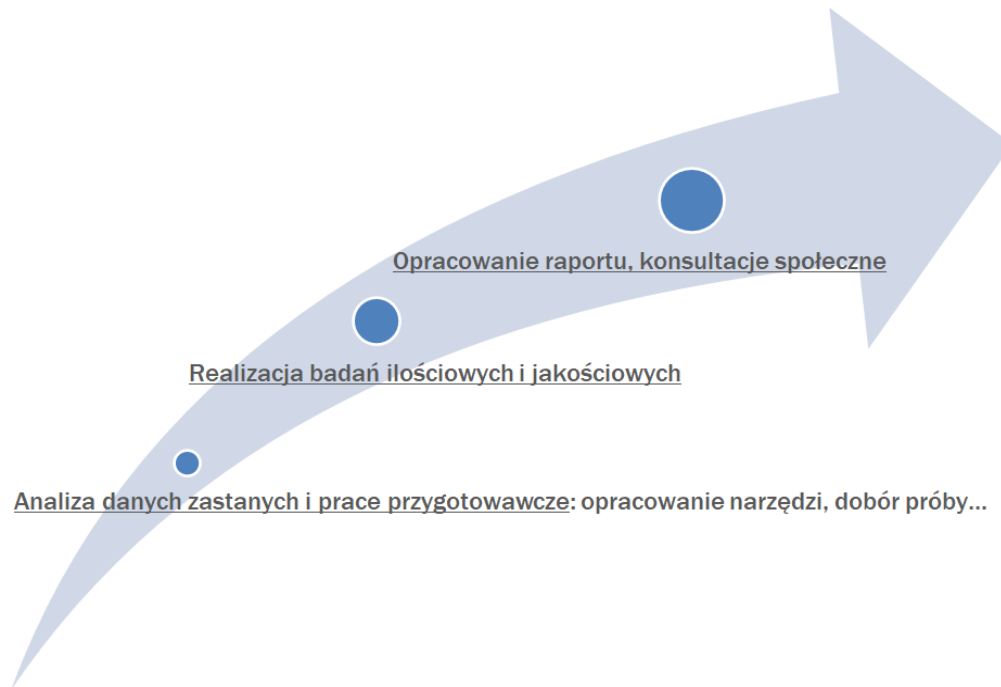 Opracowanie raportu, konsultacje społeczne
Realizacja badań ilościowych i jakościowych
Analiza danych zastanych i prace przygotowawcze: opracowanie narzędzi, dobór próby...